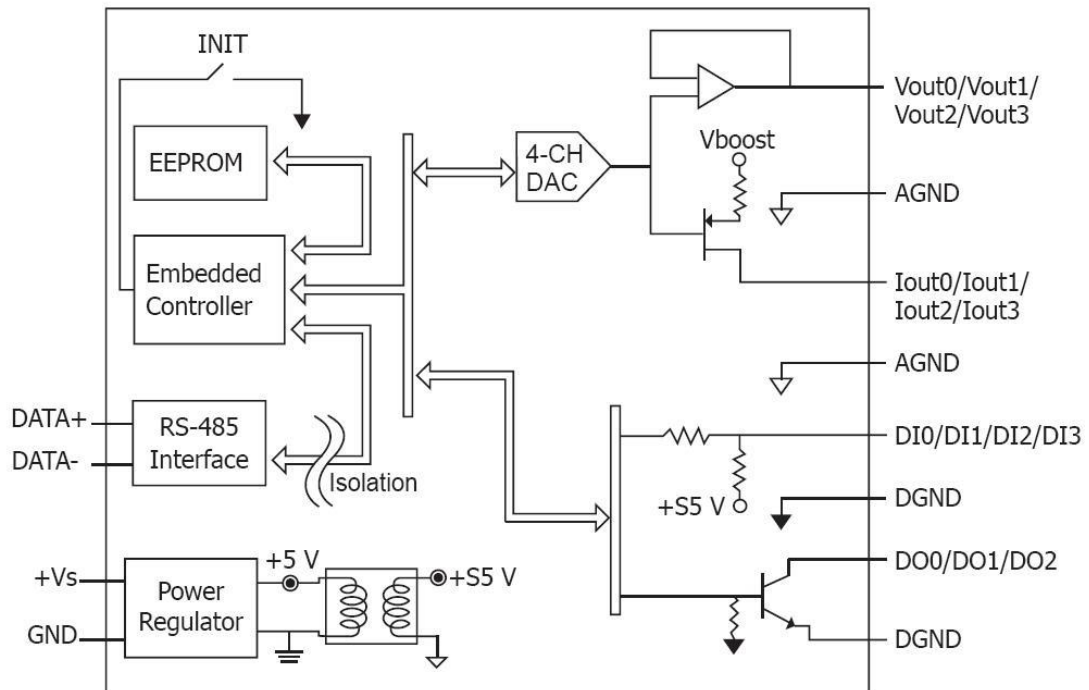 INIT
EEPROM
Embedded
Controller
DATA+
DATA-
RS-485
Interface
Isolation
+Vs
GND
Power
Regulator
+5 V
+S5 V
4-CH
DAC
Vboost
Vout0/Vout1/
Vout2/Vout3
AGND
Iout0/Iout1/
Iout2/Iout3
AGND
DI0/DI1/DI2/DI3
+S5 V
DGND
DO0/DO1/DO2
DGND